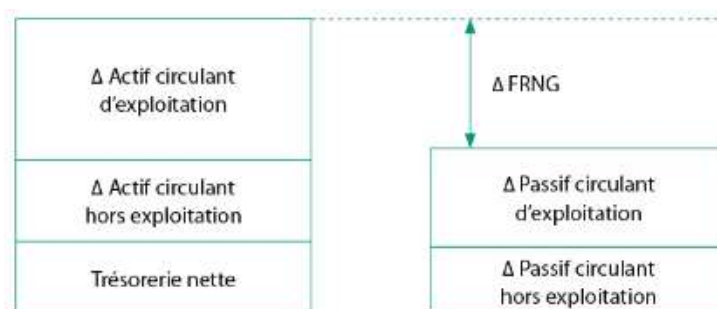 Δ Actif circulant
d'exploitation
Δ FRNG
Δ Actif circulant
hors exploitation
Δ Passif circulant
d'exploitation
Trésorerie nette
Δ Passif circulant
hors exploitation